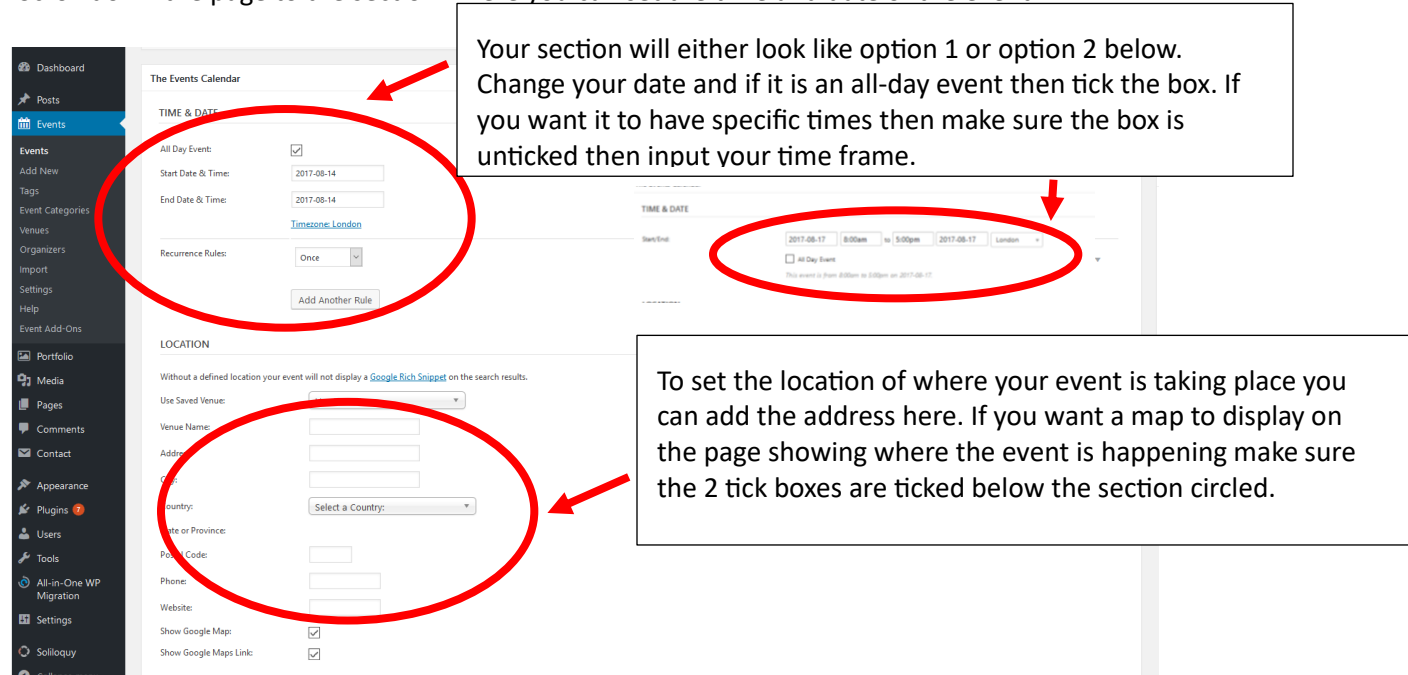 Your section will either look like option 1 or option 2 below.
Change your date and if it is an all-day event then tick the box. If
you want it to have specific times then make sure the box is
unticked then input your time frame.
Dashboard
Posts
Events
Events
Add New
Tags
Event Categories
Venues
Organizers
Import
Settings
Help
Event Add-Ons
Portfolio
Media
Pages
Comments
Contact
Appearance
Plugins 7
Users
Tools
All-in-One WP
Migration
Settings
Soliloquy
The Events Calendar
TIME & DATE
All Day Event:
Start Date & Time: 2017-08-14
End Date & Time: 2017-08-14
Timezone: London
Recurrence Rules: Once
Add Another Rule
TIME & DATE
Start/End: 2017-08-17 8:00am to 5:00pm 2017-08-17 London
All Day Event
This event is from 8:00am to 5:00pm on 2017-08-17.
LOCATION
Without a defined location your event will not display a Google Rich Snippet on the search results.
Use Saved Venue:
Venue Name:
Country: Select a Country:
or Province:
Code:
Phone:
Website:
Show Google Map:
Show Google Maps Link:
To set the location of where your event is taking place you
can add the address here. If you want a map to display on
the page showing where the event is happening make sure
the 2 tick boxes are ticked below the section circled.